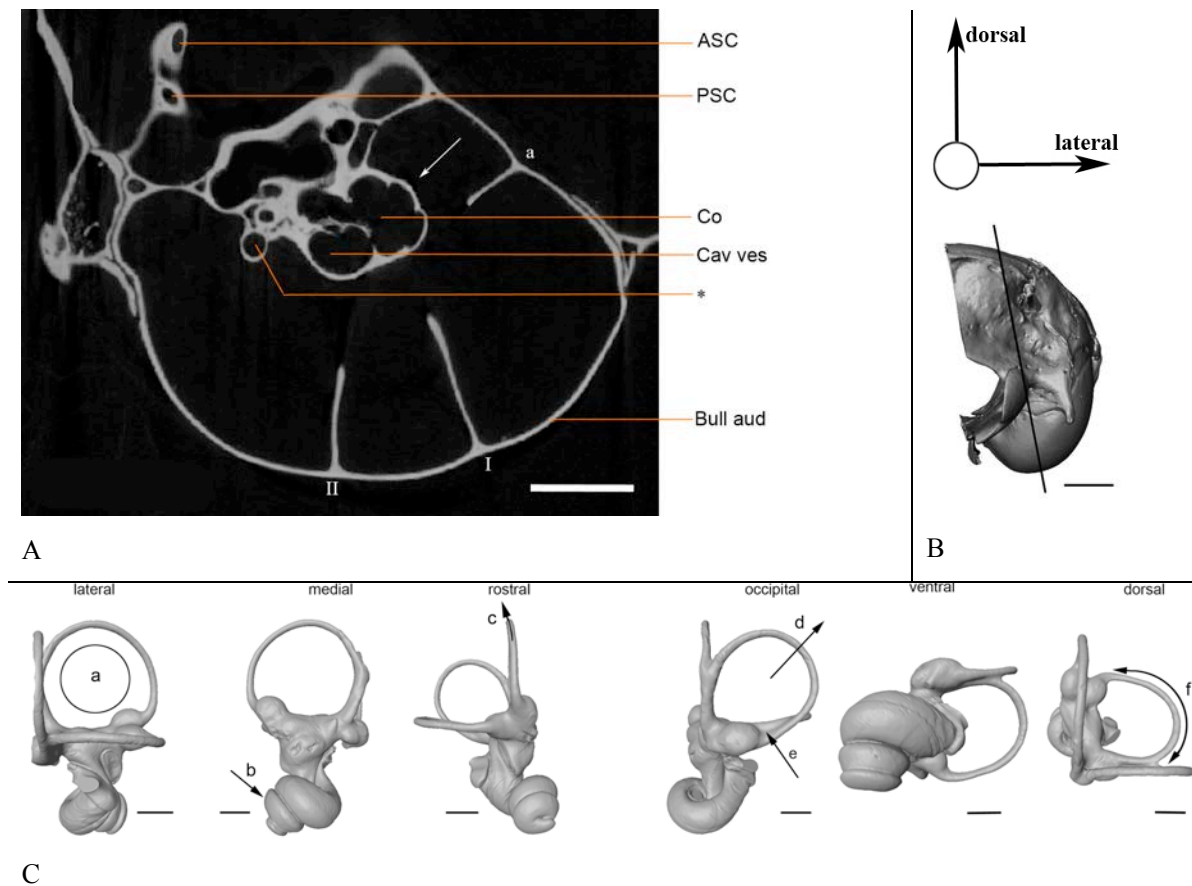 ASC
PSC
a
Co
Cav ves
*
Bull aud
I
II
A
dorsal
lateral
B
lateral medial rostral occipital ventral dorsal
a
b
c
d
e
f
C